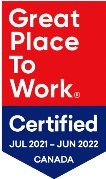 Great
Place
To
Work®
Certified
JUL 2021 – JUN 2022
CANADA